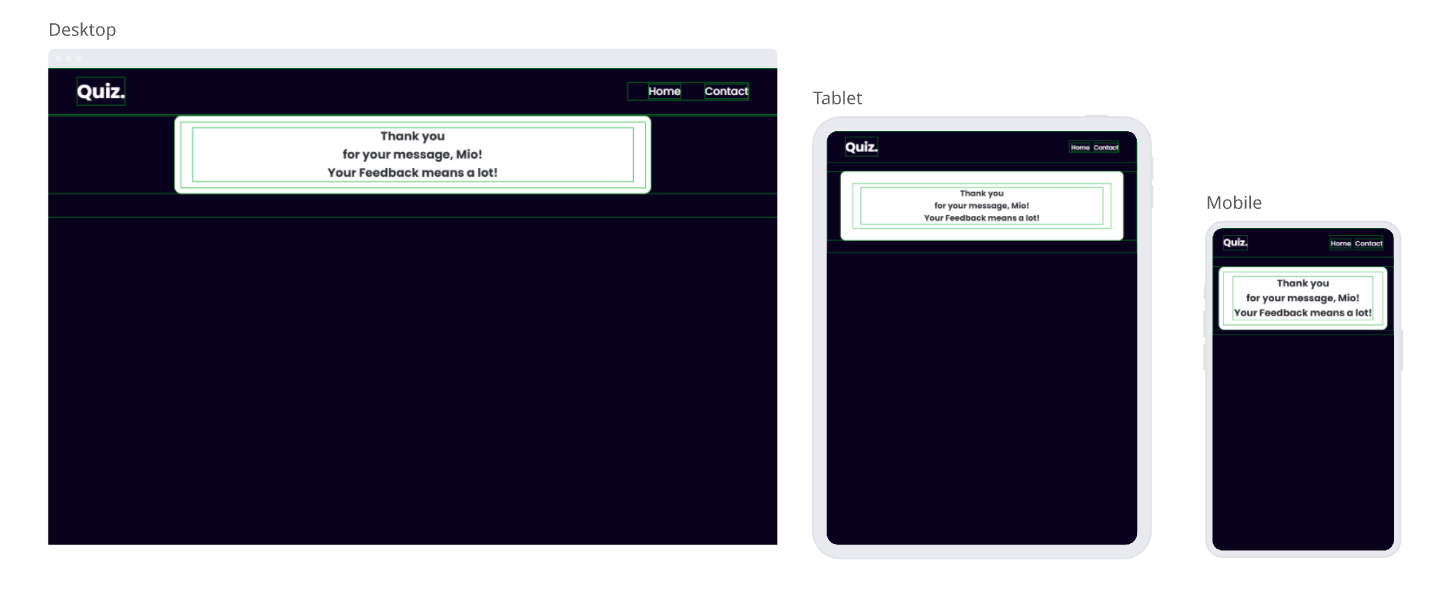 Desktop
Quiz.
Home Contact
Thank you
for your message, Mio!
Your Feedback means a lot!
Tablet
Quiz.
Home Contact
Thank you
for your message, Mio!
Your Feedback means a lot!
Mobile
Quiz.
Home Contact
Thank you
for your message, Mio!
Your Feedback means a lot!